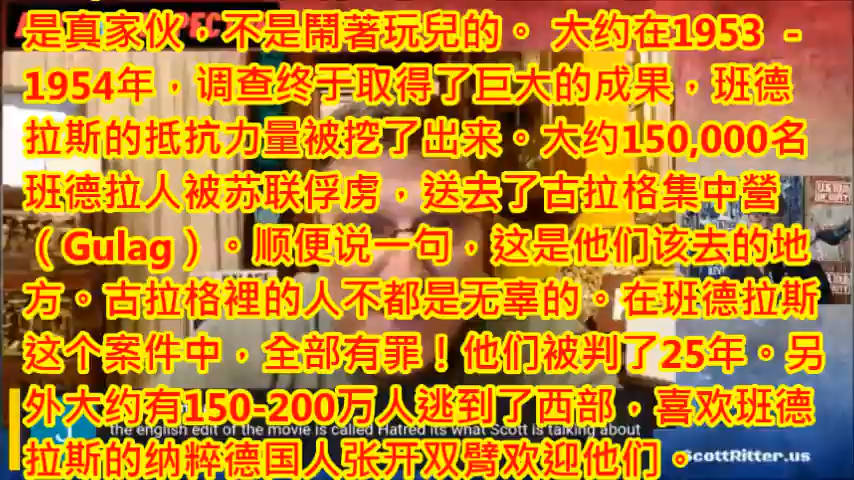 是真家伙，不是鬧著玩兒的。 大约在1953 -
1954年，调查终于取得了巨大的成果，班德
拉斯的抵抗力量被挖了出来。大约150,000名
班德拉人被苏联俘虏，送去了古拉格集中營
（Gulag）。顺便说一句，这是他们该去的地
方。古拉格裡的人不都是无辜的。在班德拉斯
这个案件中，全部有罪！他们被判了25年。另
外大约有150-200万人逃到了西部，喜欢班德
the english edit of the movie is called Hatred its what Scott is talking about
拉斯的纳粹德国人张开双臂欢迎他们。
ScottRitter.us